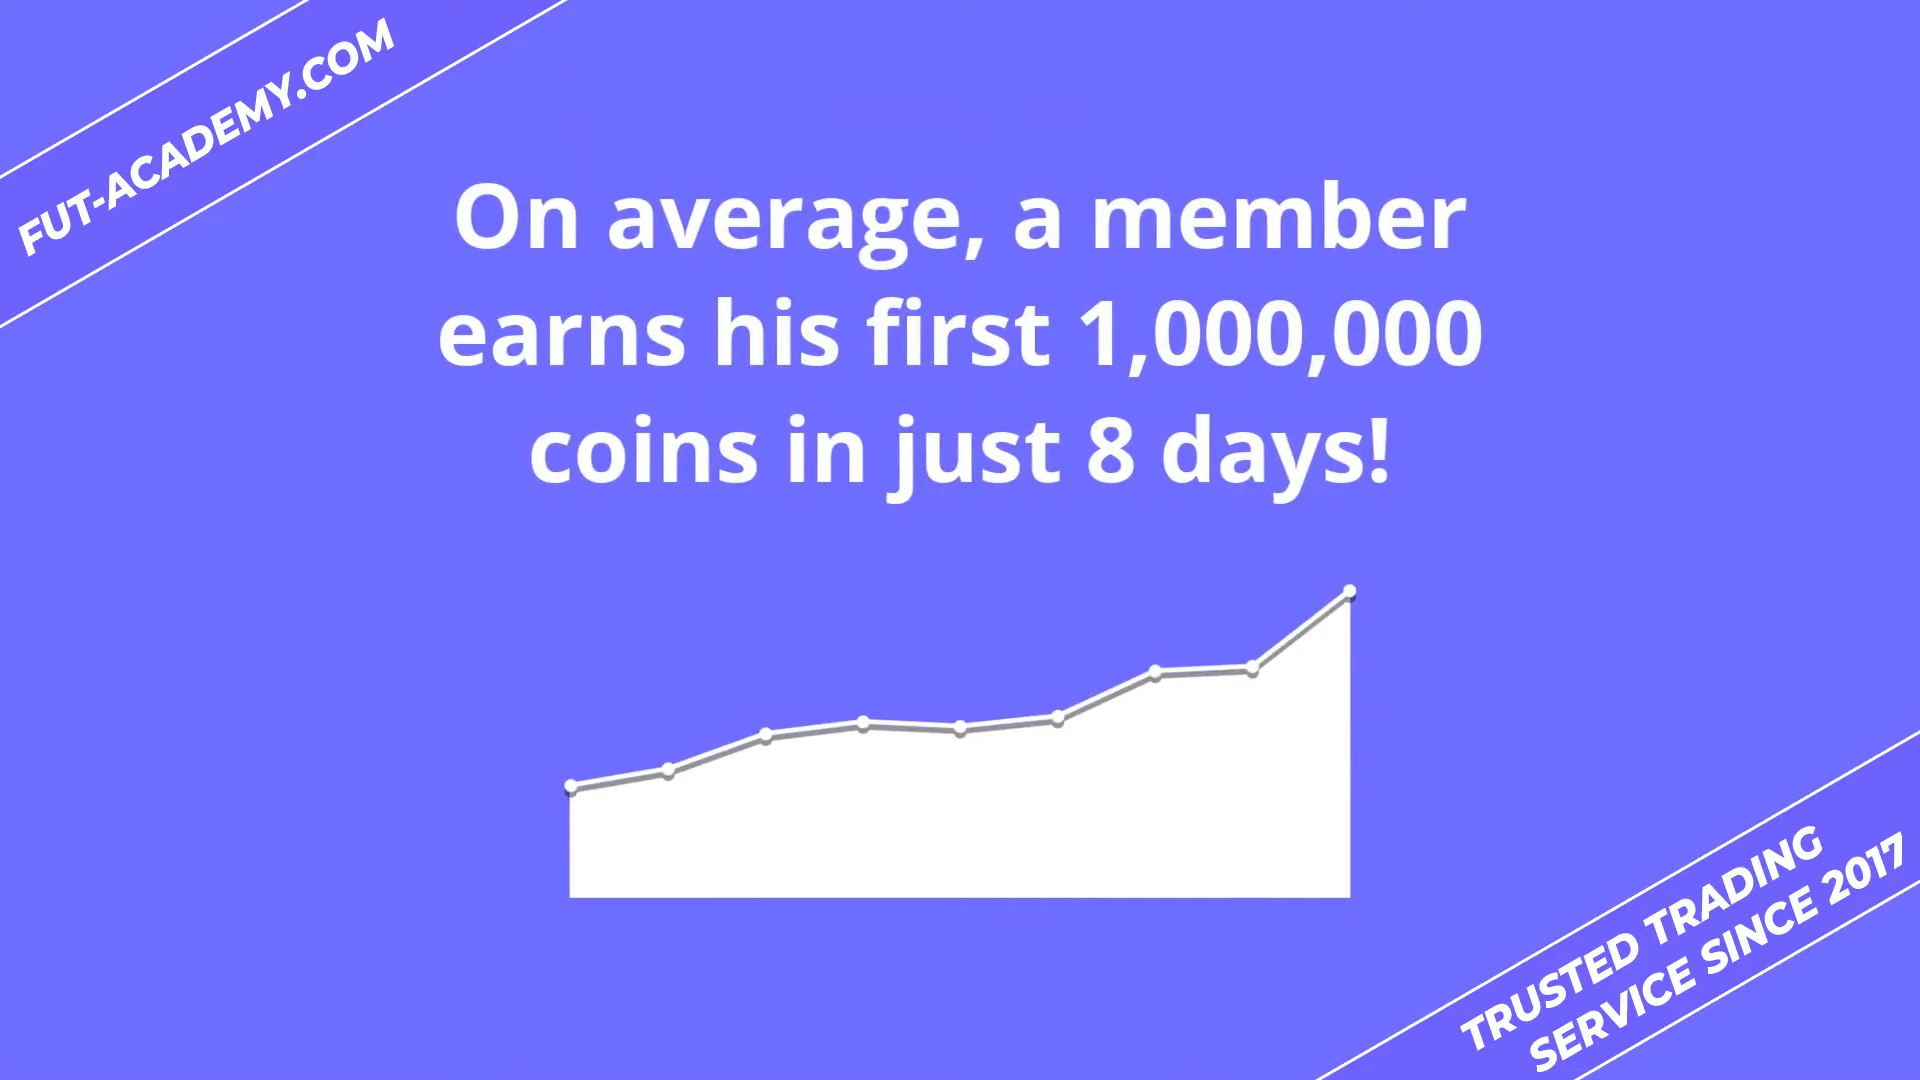 FUT-ACADEMY.COM
On average, a member
earns his first 1,000,000
coins in just 8 days!
TRUSTED TRADING
SERVICE SINCE 2017